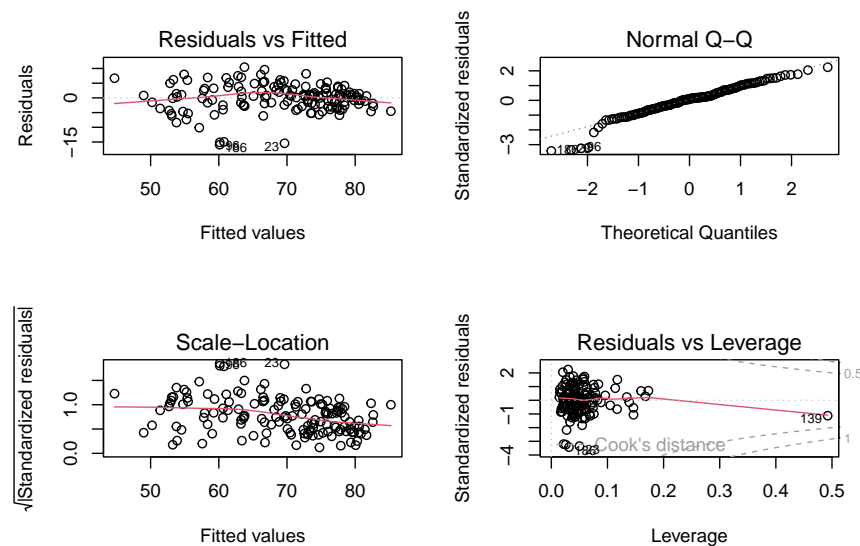 Residuals vs Fitted
Residuals
0
-15
23
50
60
70
80
Fitted values
Normal Q-Q
Standardized residuals
2
0
-3
-2
-1
0
1
2
Theoretical Quantiles
Scale-Location
√|Standardized residuals|
1.0
0.0
23
50
60
70
80
Fitted values
Residuals vs Leverage
Standardized residuals
2
-1
-4
139
Cook's distance
0.5
1
0.0
0.1
0.2
0.3
0.4
0.5
Leverage